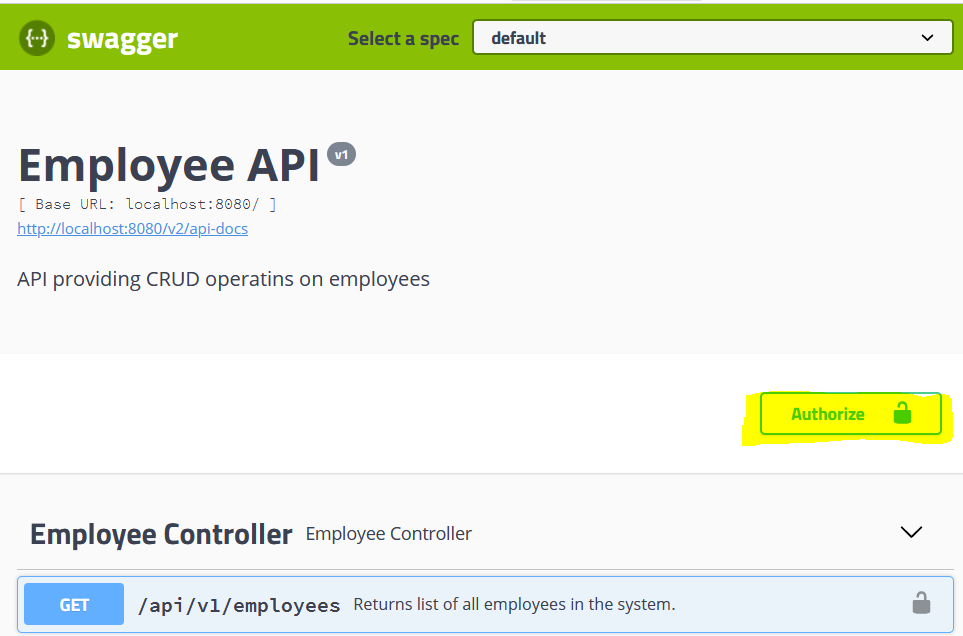 swagger Select a spec default
Employee API v1
[ Base URL: localhost:8080/ ]
http://localhost:8080/v2/api-docs
API providing CRUD operatins on employees
Authorize
Employee Controller Employee Controller
GET /api/v1/employees Returns list of all employees in the system.